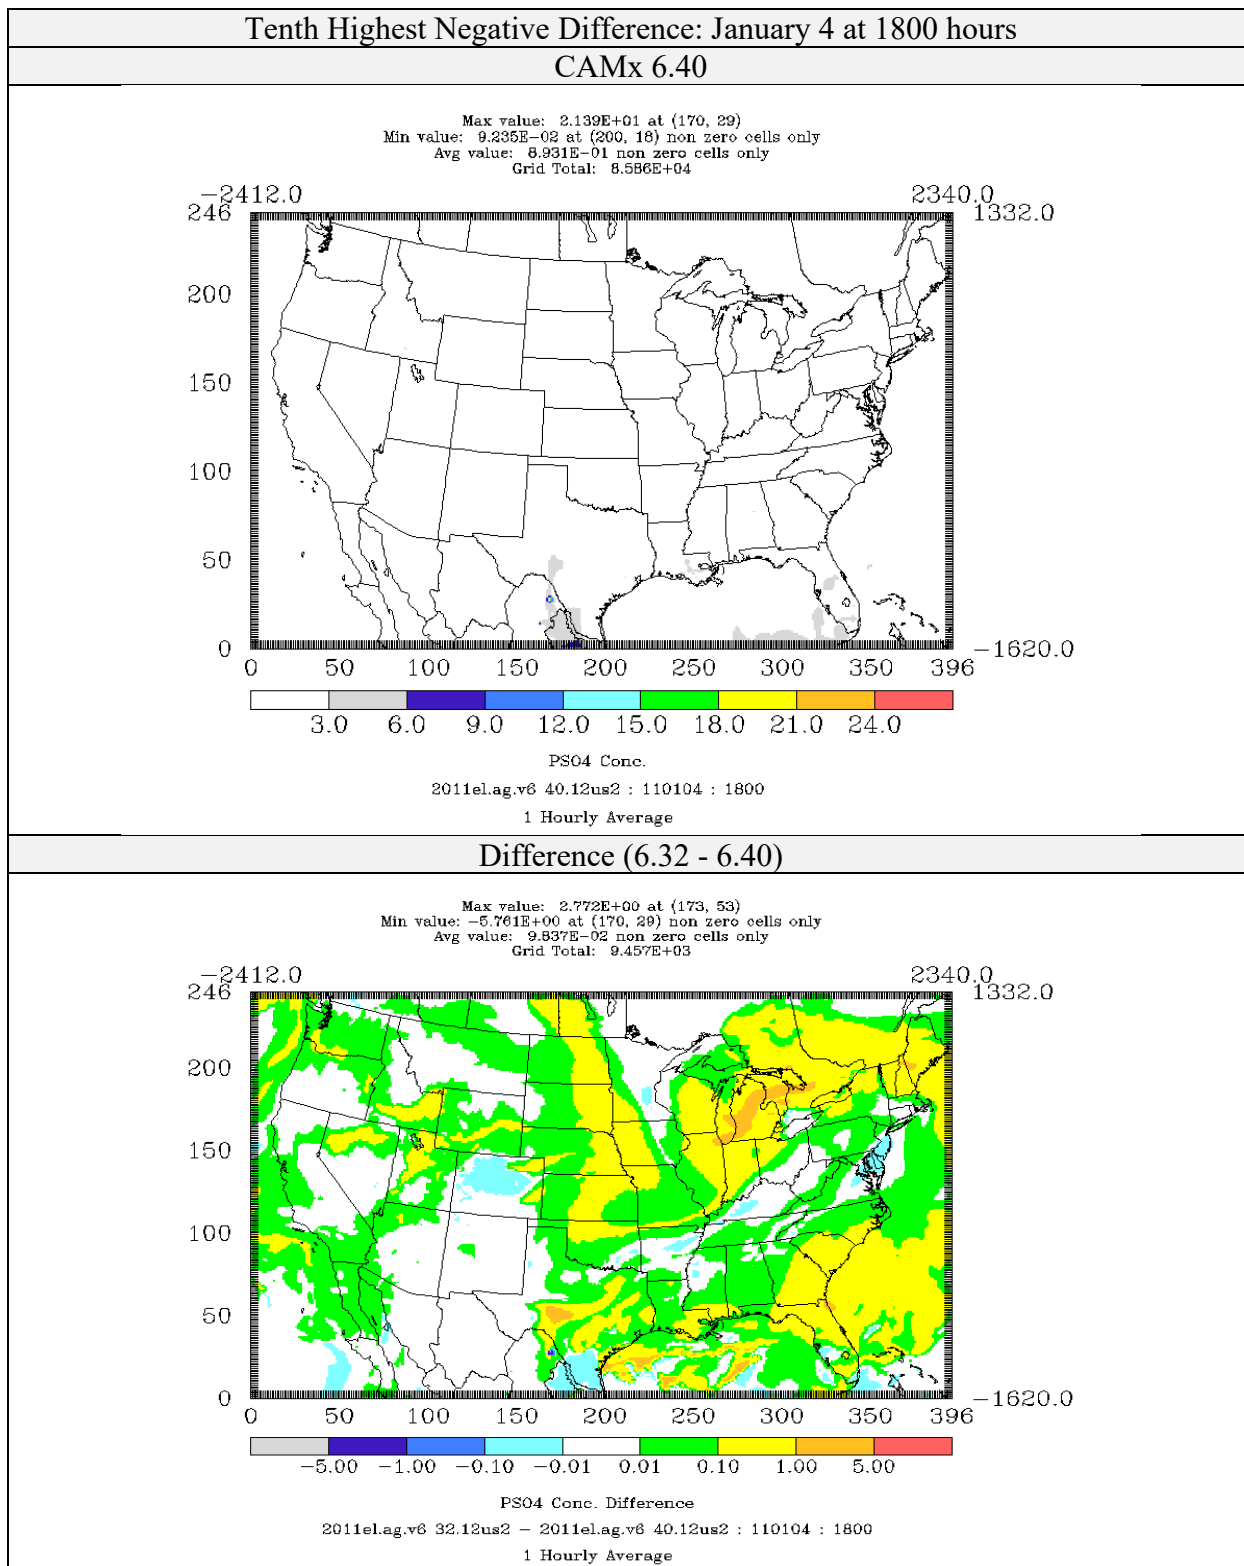 Tenth Highest Negative Difference: January 4 at 1800 hours
CAMx 6.40
Max value: 2.139E+01 at (170, 29)
Min value: 9.235E-02 at (200, 18) non zero cells only
Avg value: 8.931E-01 non zero cells only
Grid Total: 8.586E+04
-2412.0 2340.0
246 1332.0
200
150
100
50
0 -1620.0
0 50 100 150 200 250 300 350 396
3.0 6.0 9.0 12.0 15.0 18.0 21.0 24.0
PSO4 Conc.
2011el.ag.v6 40.12us2 : 110104 : 1800
1 Hourly Average
Difference (6.32 - 6.40)
Max value: 2.772E+00 at (173, 53)
Min value: -5.761E+00 at (170, 29) non zero cells only
Avg value: 9.837E-02 non zero cells only
Grid Total: 9.457E+03
-2412.0 2340.0
246 1332.0
200
150
100
50
0 -1620.0
0 50 100 150 200 250 300 350 396
-5.00 -1.00 -0.10 -0.01 0.01 0.10 1.00 5.00
PSO4 Conc. Difference
2011el.ag.v6 32.12us2 - 2011el.ag.v6 40.12us2 : 110104 : 1800
1 Hourly Average